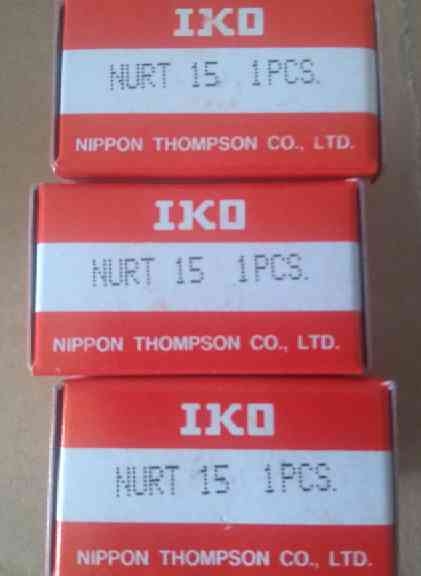 IKO
NURT 15 1PCS.
NIPPON THOMPSON CO., LTD.
IKO
NURT 15 1PCS.
NIPPON THOMPSON CO., LTD.
IKO
NURT 15 1PCS.
NIPPON THOMPSON CO., LTD.